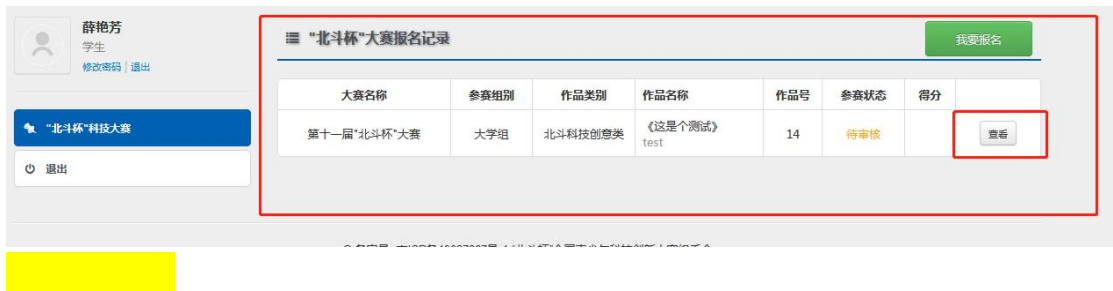 薛艳芳
学生
修改密码 | 退出
"北斗杯"科技大赛
退出
"北斗杯"大赛报名记录
我要报名
大赛名称 参赛组别 作品类别 作品名称 作品号 参赛状态 得分
第十一届"北斗杯"大赛 大学组 北斗科技创意类 《这是个测试》 14 待审核 查看
test